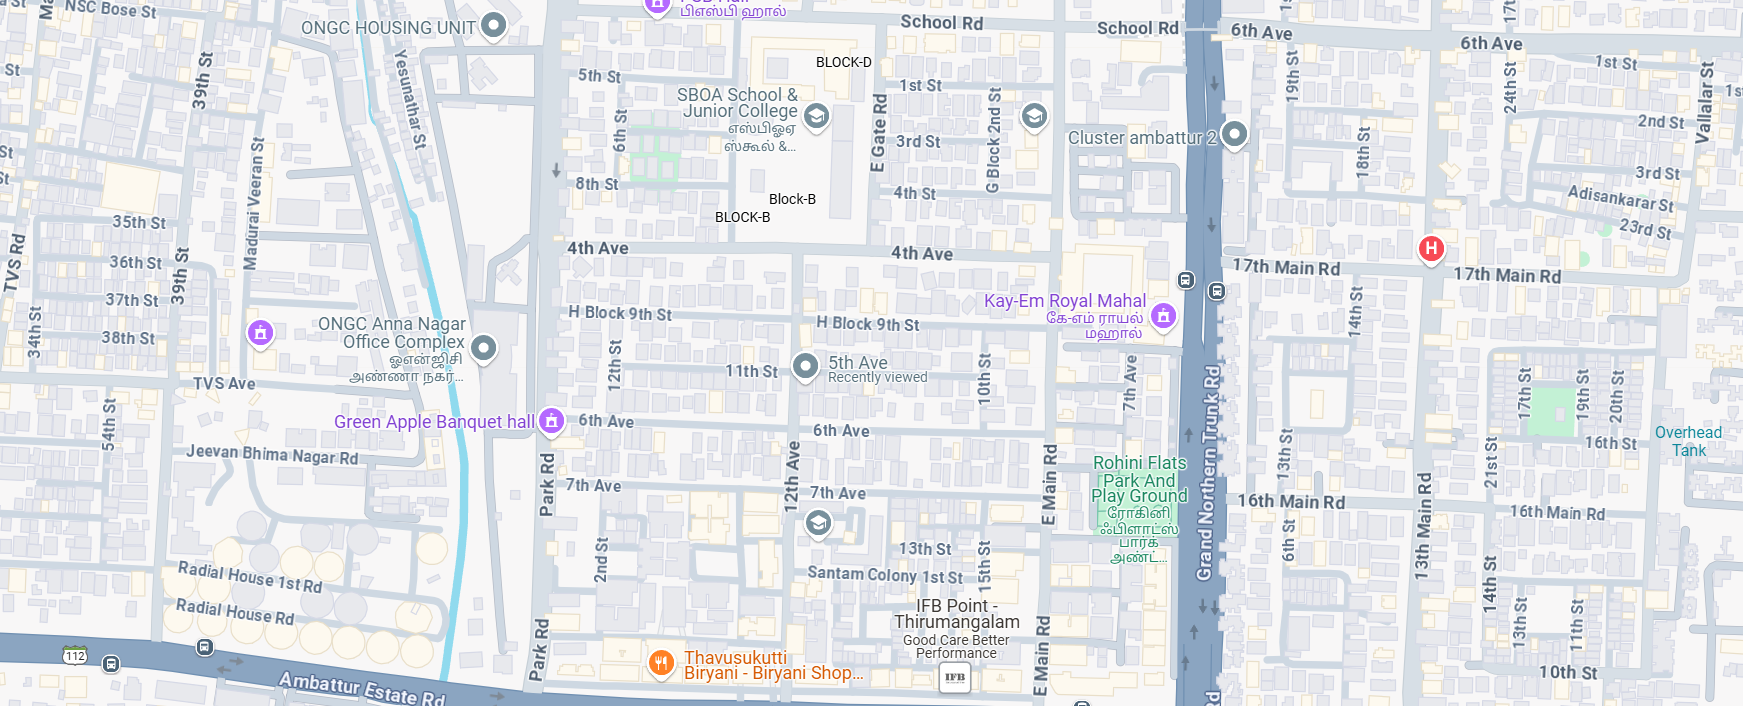 NSC Bose St
ONGC HOUSING UNIT
பிஎஸ்பி ஹால்
School Rd
School Rd
6th Ave
6th Ave
1st St
39th St
Yesunathar St
5th St
BLOCK-D
1st St
19th St
24th St
Vallalar St
SBOA School &
Junior College
எஸ்பிஓஏ
ஸ்கூல் &...
6th St
E Gate Rd
3rd St
G Block 2nd St
Cluster ambattur 2
18th St
2nd St
3rd St
Madurai Veeran St
8th St
Block-B
BLOCK-B
4th St
Adisankarar St
23rd St
35th St
36th St
37th St
38th St
TVS Rd
39th St
34th St
4th Ave
4th Ave
17th Main Rd
17th Main Rd
H
H Block 9th St
H Block 9th St
Kay-Em Royal Mahal
கே-எம் ராயல்
மஹால்
14th St
ONGC Anna Nagar
Office Complex
ஓஎன்ஜிசி
அண்ணா நகர்...
12th St
11th St
5th Ave
Recently viewed
10th St
7th Ave
Grand Northern Trunk Rd
17th St
19th St
20th St
TVS Ave
54th St
Green Apple Banquet hall
6th Ave
6th Ave
16th St
Overhead
Tank
Jeevan Bhima Nagar Rd
Park Rd
12th Ave
E Main Rd
13th St
21st St
7th Ave
7th Ave
Rohini Flats
Park And
Play Ground
ரோகினி
ஃபிளாட்ஸ்
பார்க்
அண்ட்...
16th Main Rd
16th Main Rd
13th Main Rd
6th St
2nd St
13th St
15th St
14th St
Radial House 1st Rd
Radial House Rd
Santam Colony 1st St
IFB Point -
Thirumangalam
Good Care Better
Performance
IFB
13th St
11th St
10th St
Park Rd
E Main Rd
112
Thavusukutti
Biryani - Biryani Shop...
Ambattur Estate Rd